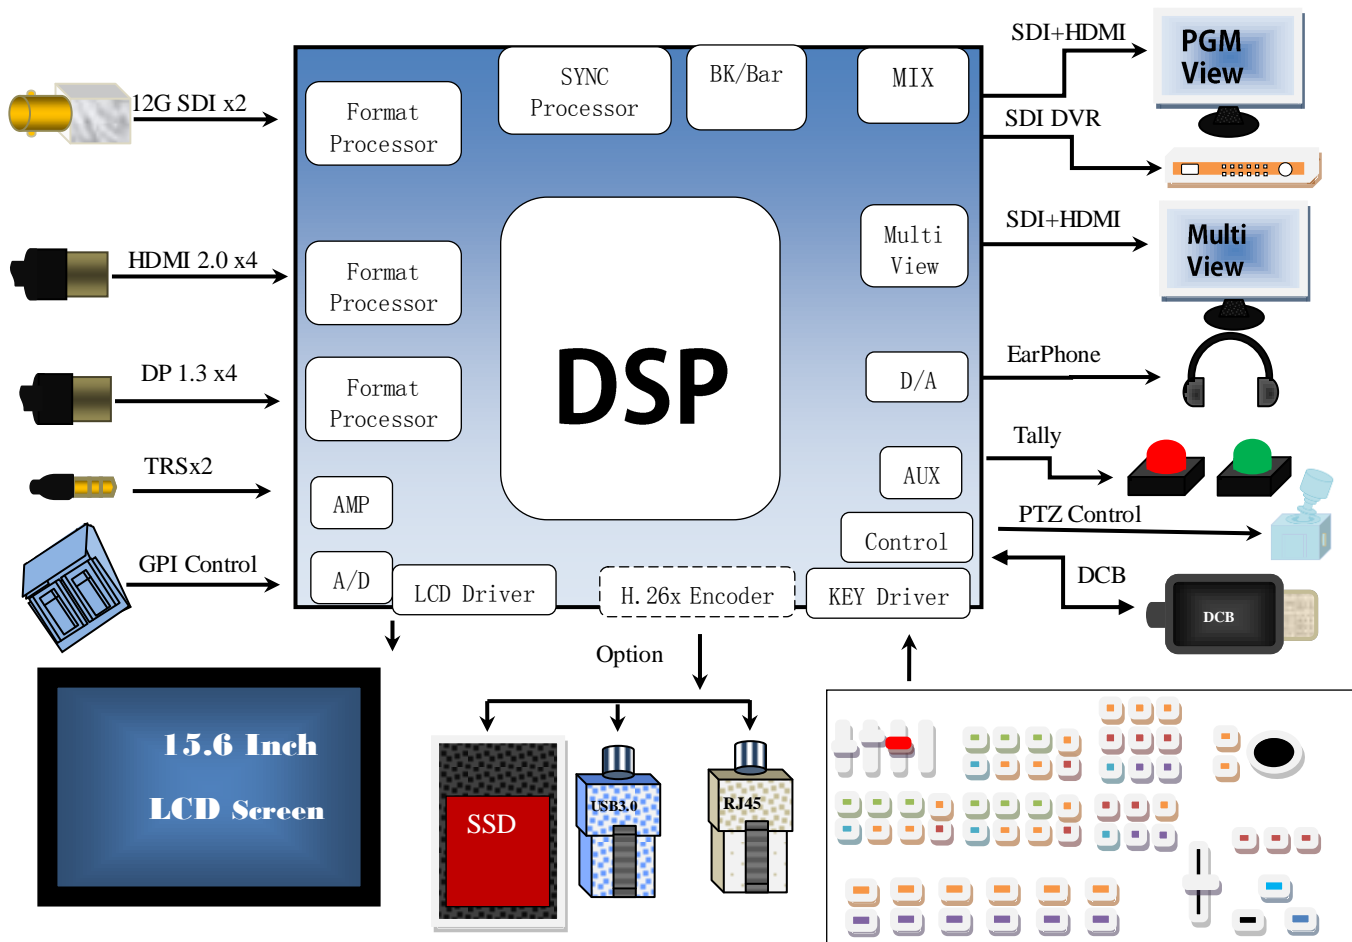 SDI+HDMI
PGM
View
SYNC
Processor
BK/Bar
MIX
12G SDI x2
Format
Processor
SDI DVR
HDMI 2.0 x4
Format
Processor
Multi
View
SDI+HDMI
Multi
View
DSP
DP 1.3 x4
Format
Processor
D/A
EarPhone
TRSx2
AMP
AUX
Tally
GPI Control
A/D
Control
PTZ Control
LCD Driver
H.26x Encoder
KEY Driver
DCB
DCB
Option
15.6 Inch
LCD Screen
SSD
USB3.0
RJ45